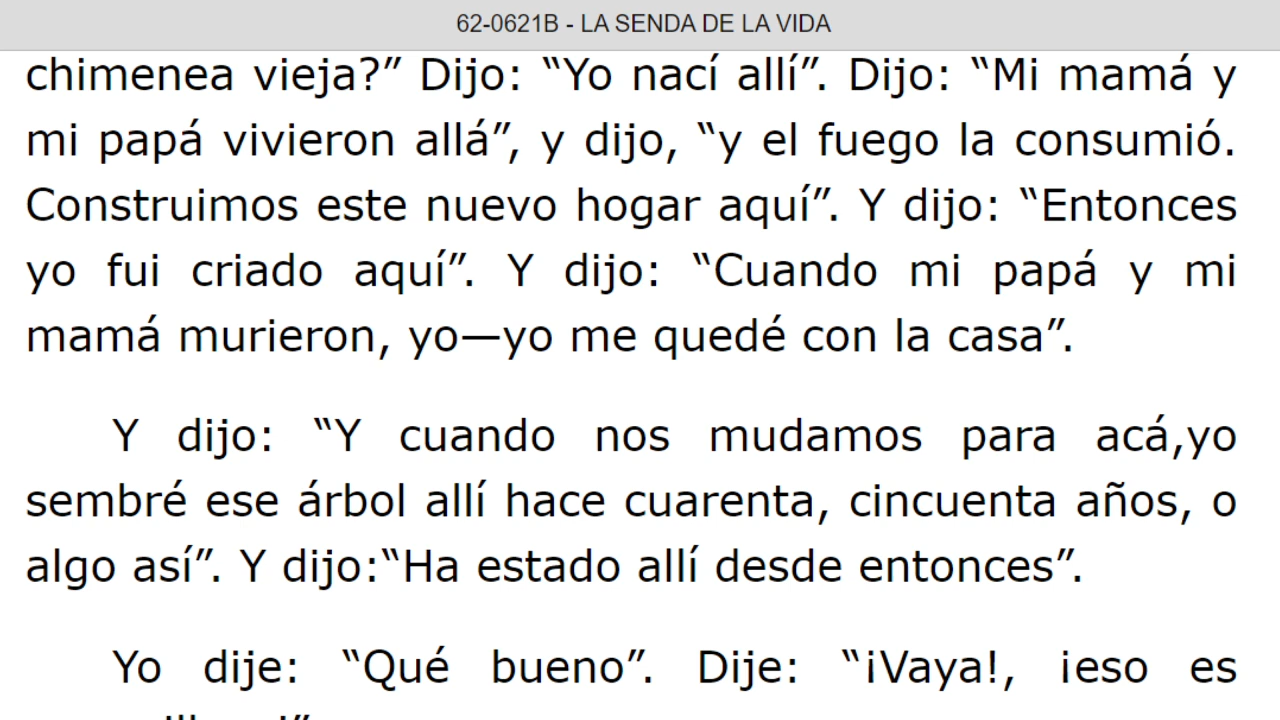 62-0621B - LA SENDA DE LA VIDA
chimenea vieja?” Dijo: “Yo nací allí”. Dijo: “Mi mamá y
mi papá vivieron allá”, y dijo, “y el fuego la consumió.
Construimos este nuevo hogar aquí”. Y dijo: “Entonces
yo fui criado aquí”. Y dijo: “Cuando mi papá y mi
mamá murieron, yo—yo me quedé con la casa”.
Y dijo: “Y cuando nos mudamos para acá,yo
sembré ese árbol allí hace cuarenta, cincuenta años, o
algo así”. Y dijo:“Ha estado allí desde entonces”.
Yo dije: “Qué bueno”. Dije: “¡Vaya!, ¡eso es